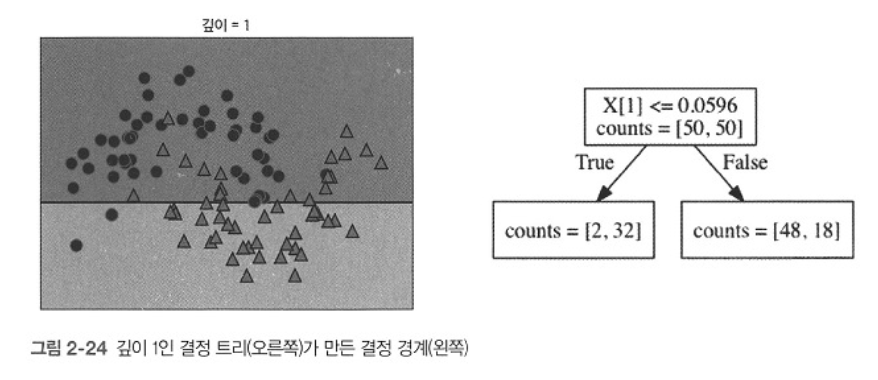 깊이 = 1
X[1] <= 0.0596
counts = [50, 50]
True
False
counts = [2, 32]
counts = [48, 18]
그림 2-24 깊이 1인 결정 트리(오른쪽)가 만든 결정 경계(왼쪽)